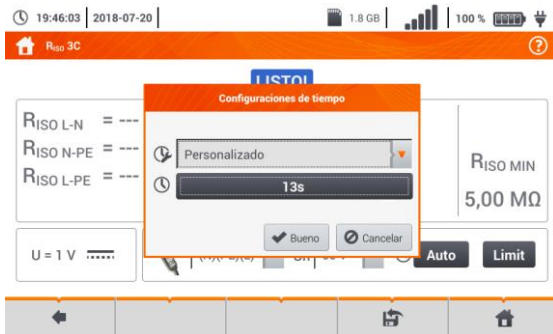 19:46:03 2018-07-20 1.8 GB 100 %
RISO 3C ?
LISTO!
Configuraciones de tiempo
RISO L-N = ---
RISO N-PE = ---
RISO L-PE = ---
Personalizado
13s
Bueno Cancelar
RISO MIN
5,00 MΩ
U = 1 V
Auto Limit